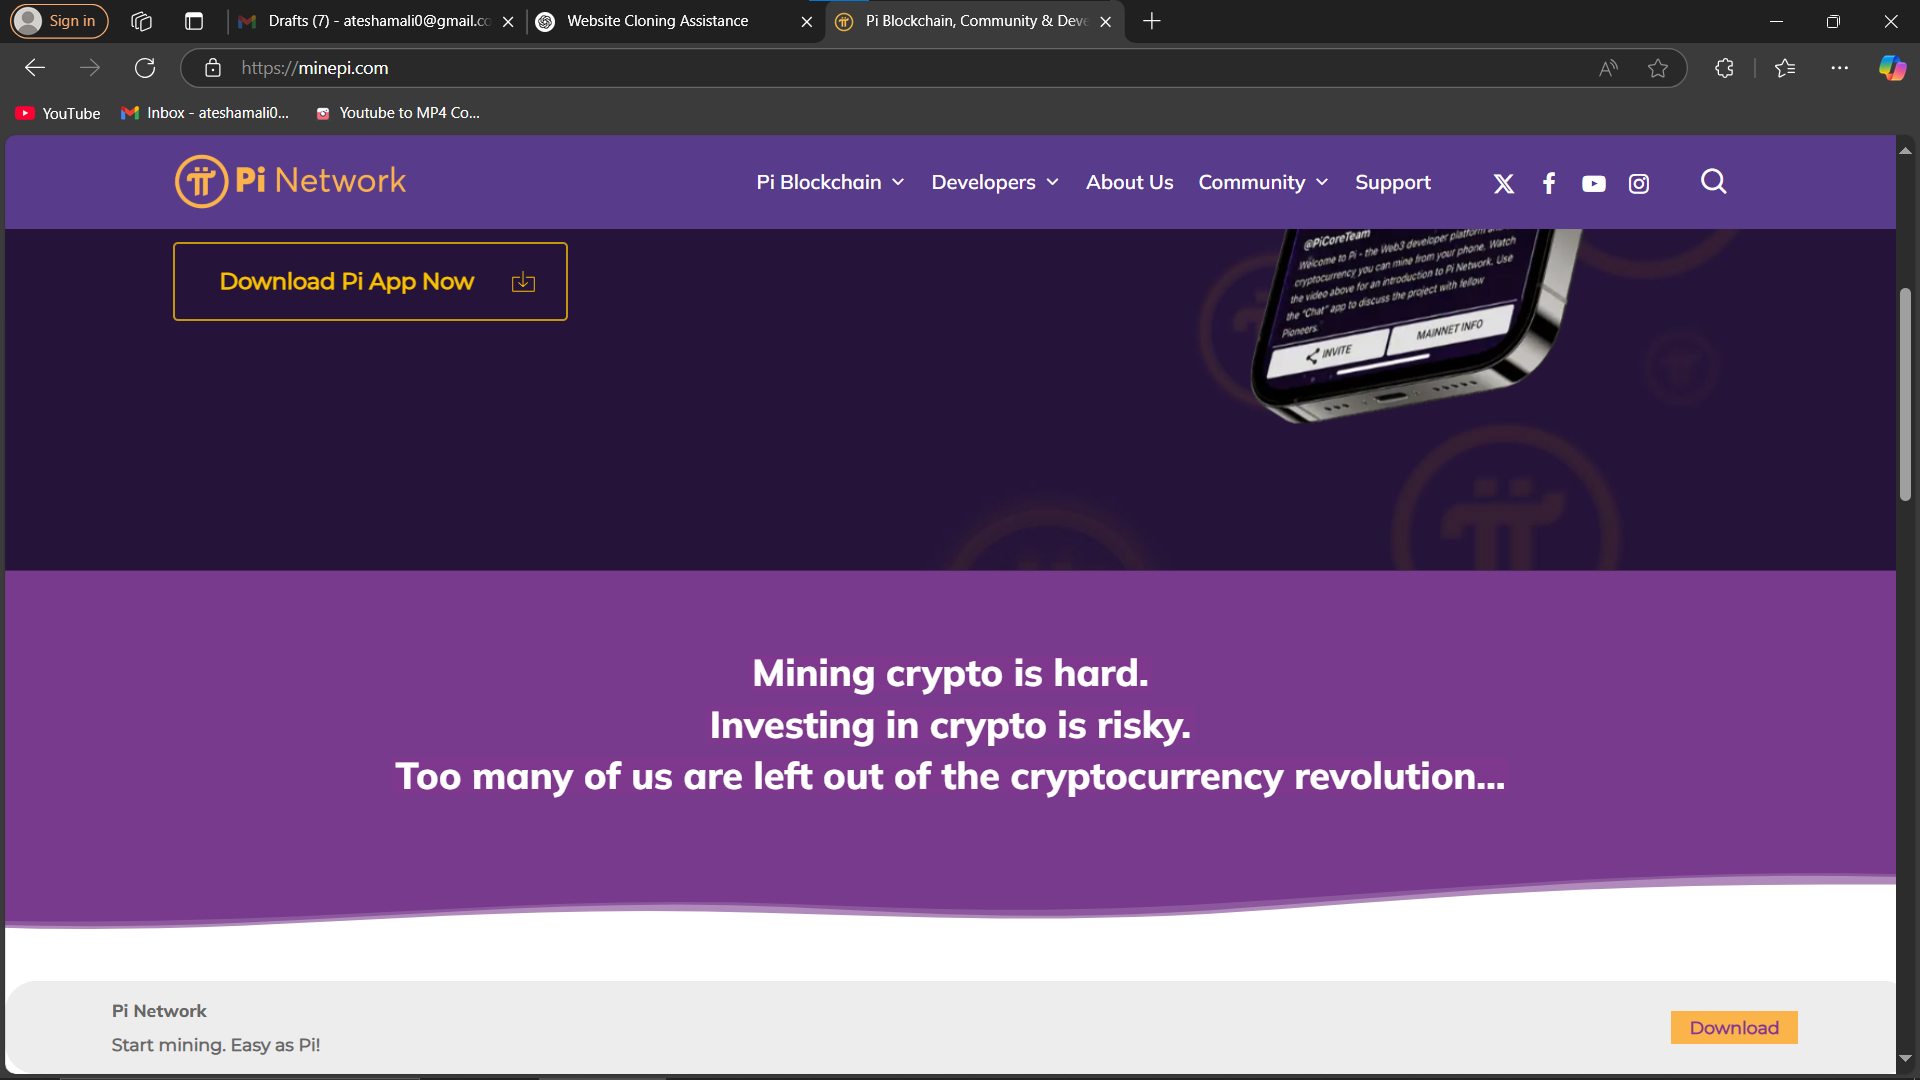 Sign in
Drafts (7) - ateshamali0@gmail.co
Website Cloning Assistance
Pi Blockchain, Community & Deve
https://minepi.com
YouTube
Inbox - ateshamali0...
Youtube to MP4 Co...
Pi Network
Pi Blockchain
Developers
About Us
Community
Support
Download Pi App Now
@PiCoreTeam
Welcome to Pi - the Web3 developer platform and
cryptocurrency you can mine from your phone. Watch
the video above for an introduction to Pi Network. Use
the "Chat" app to discuss the project with fellow
Pioneers.
INVITE
MAINNET INFO
Mining crypto is hard.
Investing in crypto is risky.
Too many of us are left out of the cryptocurrency revolution...
Pi Network
Start mining. Easy as Pi!
Download